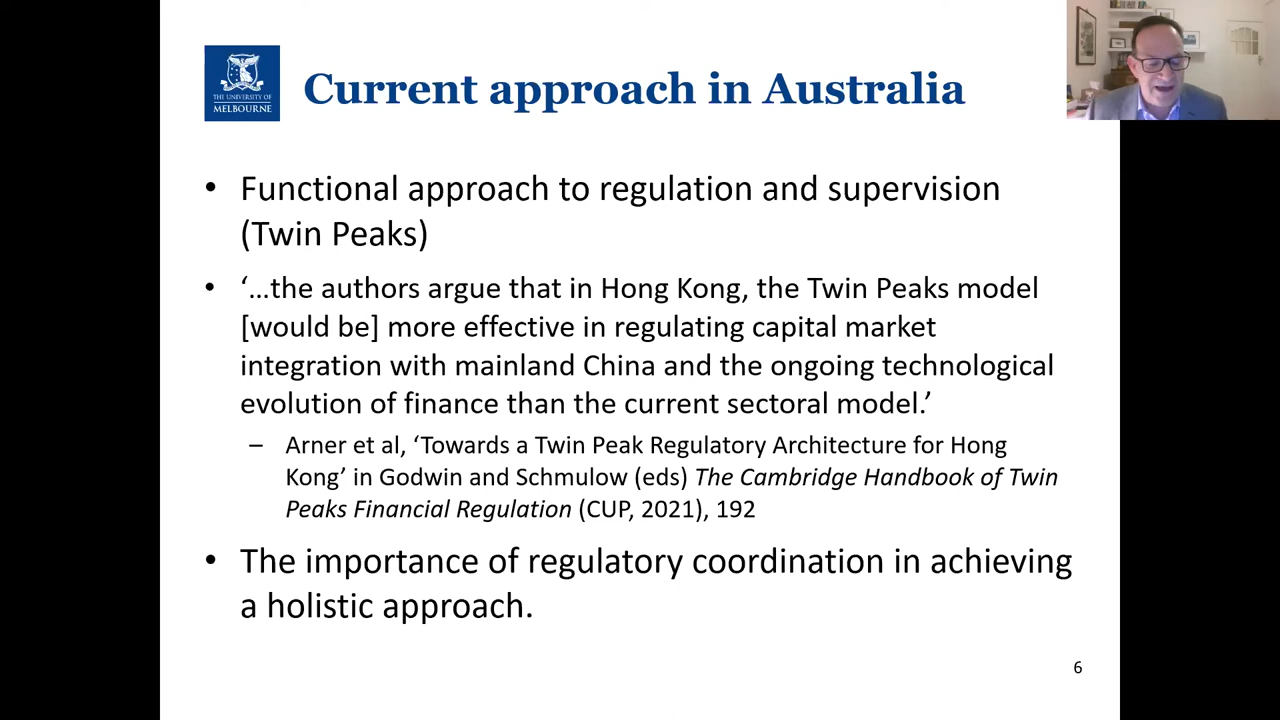 THE UNIVERSITY OF
MELBOURNE
Current approach in Australia
• Functional approach to regulation and supervision
(Twin Peaks)
• ‘…the authors argue that in Hong Kong, the Twin Peaks model
[would be] more effective in regulating capital market
integration with mainland China and the ongoing technological
evolution of finance than the current sectoral model.’
– Arner et al, ‘Towards a Twin Peak Regulatory Architecture for Hong
Kong’ in Godwin and Schmulow (eds) The Cambridge Handbook of Twin
Peaks Financial Regulation (CUP, 2021), 192
• The importance of regulatory coordination in achieving
a holistic approach.
6